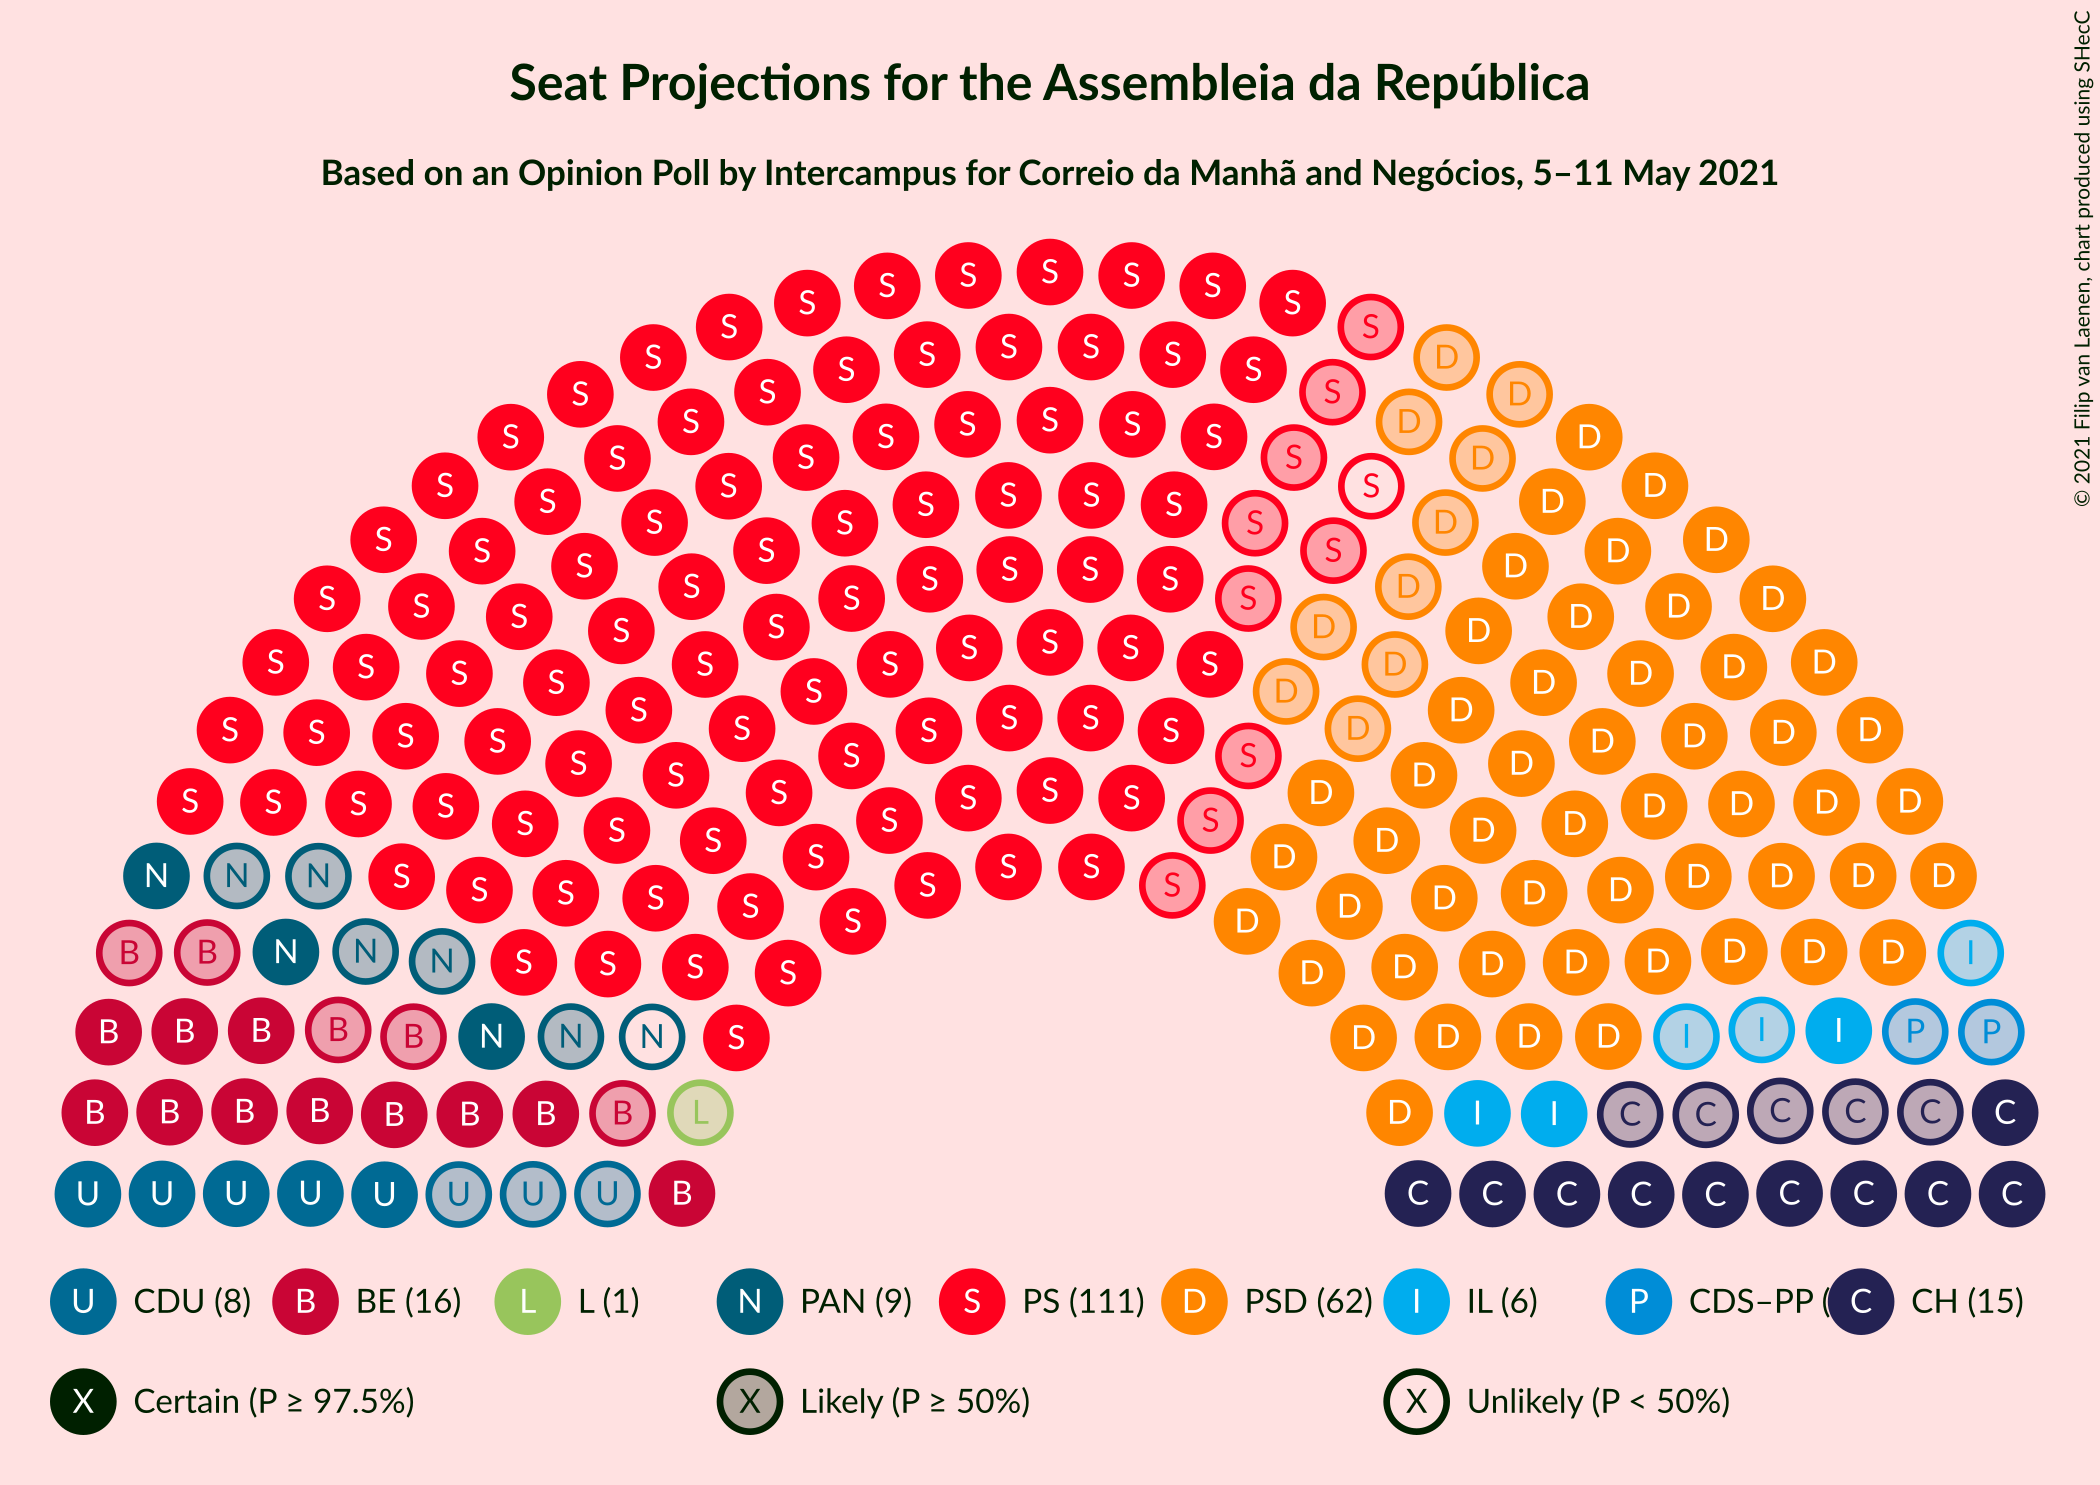 Seat Projections for the Assembleia da República
Based on an Opinion Poll by Intercampus for Correio da Manhã and Negócios, 5–11 May 2021
© 2021 Filip van Laenen, chart produced using SHecC
U CDU (8) B BE (16) L L (1) N PAN (9) S PS (111) D PSD (62) I IL (6) P CDS–PP ( C CH (15)
X Certain (P ≥ 97.5%) X Likely (P ≥ 50%) X Unlikely (P < 50%)